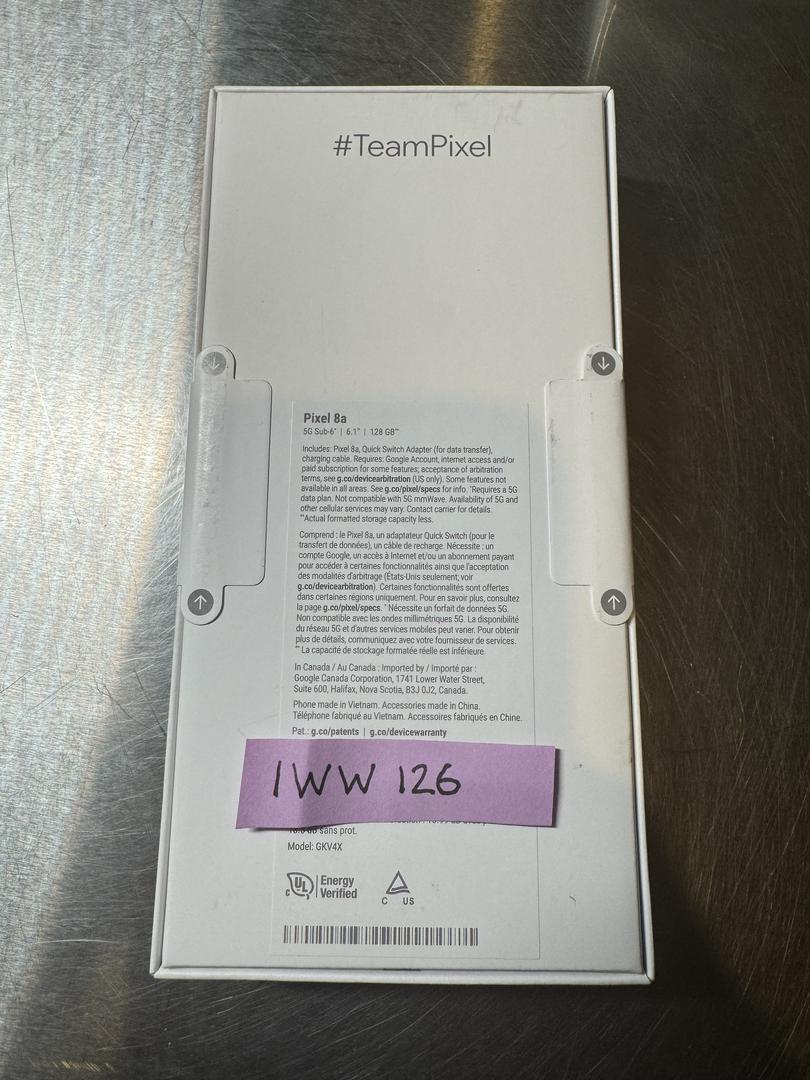 #TeamPixel
Pixel 8a
5G Sub-6* | 6.1" | 128 GB**
Includes: Pixel 8a, Quick Switch Adapter (for data transfer),
charging cable. Requires: Google Account, internet access and/or
paid subscription for some features; acceptance of arbitration
terms, see g.co/devicearbitration (US only). Some features not
available in all areas. See g.co/pixel/specs for info. *Requires a 5G
data plan. Not compatible with 5G mmWave. Availability of 5G and
other cellular services may vary. Contact carrier for details.
**Actual formatted storage capacity less.
Comprend : le Pixel 8a, un adaptateur Quick Switch (pour le
transfert de données), un câble de recharge. Nécessite : un
compte Google, un accès à Internet et/ou un abonnement payant
pour accéder à certaines fonctionnalités ainsi que l'acceptation
des modalités d'arbitrage (États-Unis seulement; voir
g.co/devicearbitration). Certaines fonctionnalités sont offertes
dans certaines régions uniquement. Pour en savoir plus, consultez
la page g.co/pixel/specs. * Nécessite un forfait de données 5G.
Non compatible avec les ondes millimétriques 5G. La disponibilité
du réseau 5G et d'autres services mobiles peut varier. Pour obtenir
plus de détails, communiquez avec votre fournisseur de services.
** La capacité de stockage formatée réelle est inférieure.
In Canada / Au Canada : Imported by / Importé par :
Google Canada Corporation, 1741 Lower Water Street,
Suite 600, Halifax, Nova Scotia, B3J 0J2, Canada.
Phone made in Vietnam. Accessories made in China.
Téléphone fabriqué au Vietnam. Accessoires fabriqués en Chine.
Pat.: g.co/patents | g.co/devicewarranty
IWW 126
dB sans prot.
Model: GKV4X
UL Energy
Verified
C US